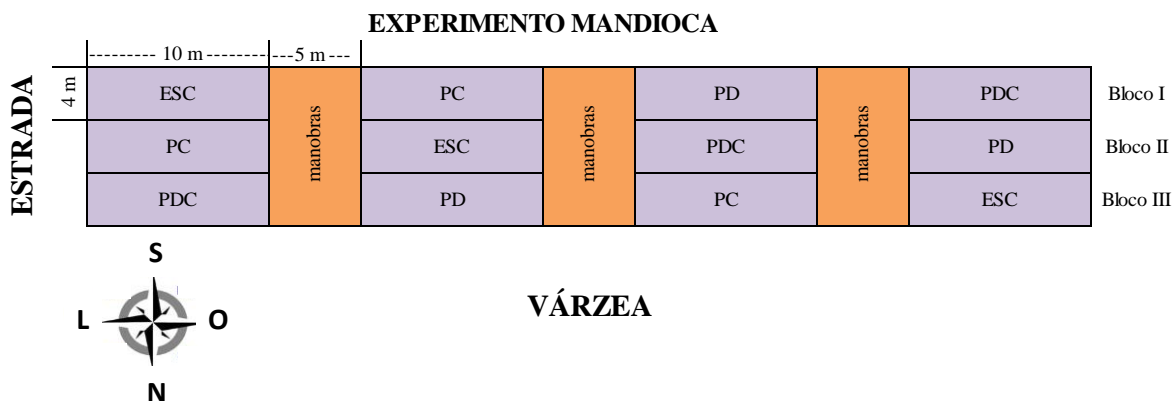 EXPERIMENTO MANDIOCA
--------- 10 m --------- ---5 m ---
ESTRADA
4 m
ESC PC PD PDC Bloco I
manobras manobras manobras
PC ESC PDC PD Bloco II
PDC PD PC ESC Bloco III
S
L O
N
VÁRZEA